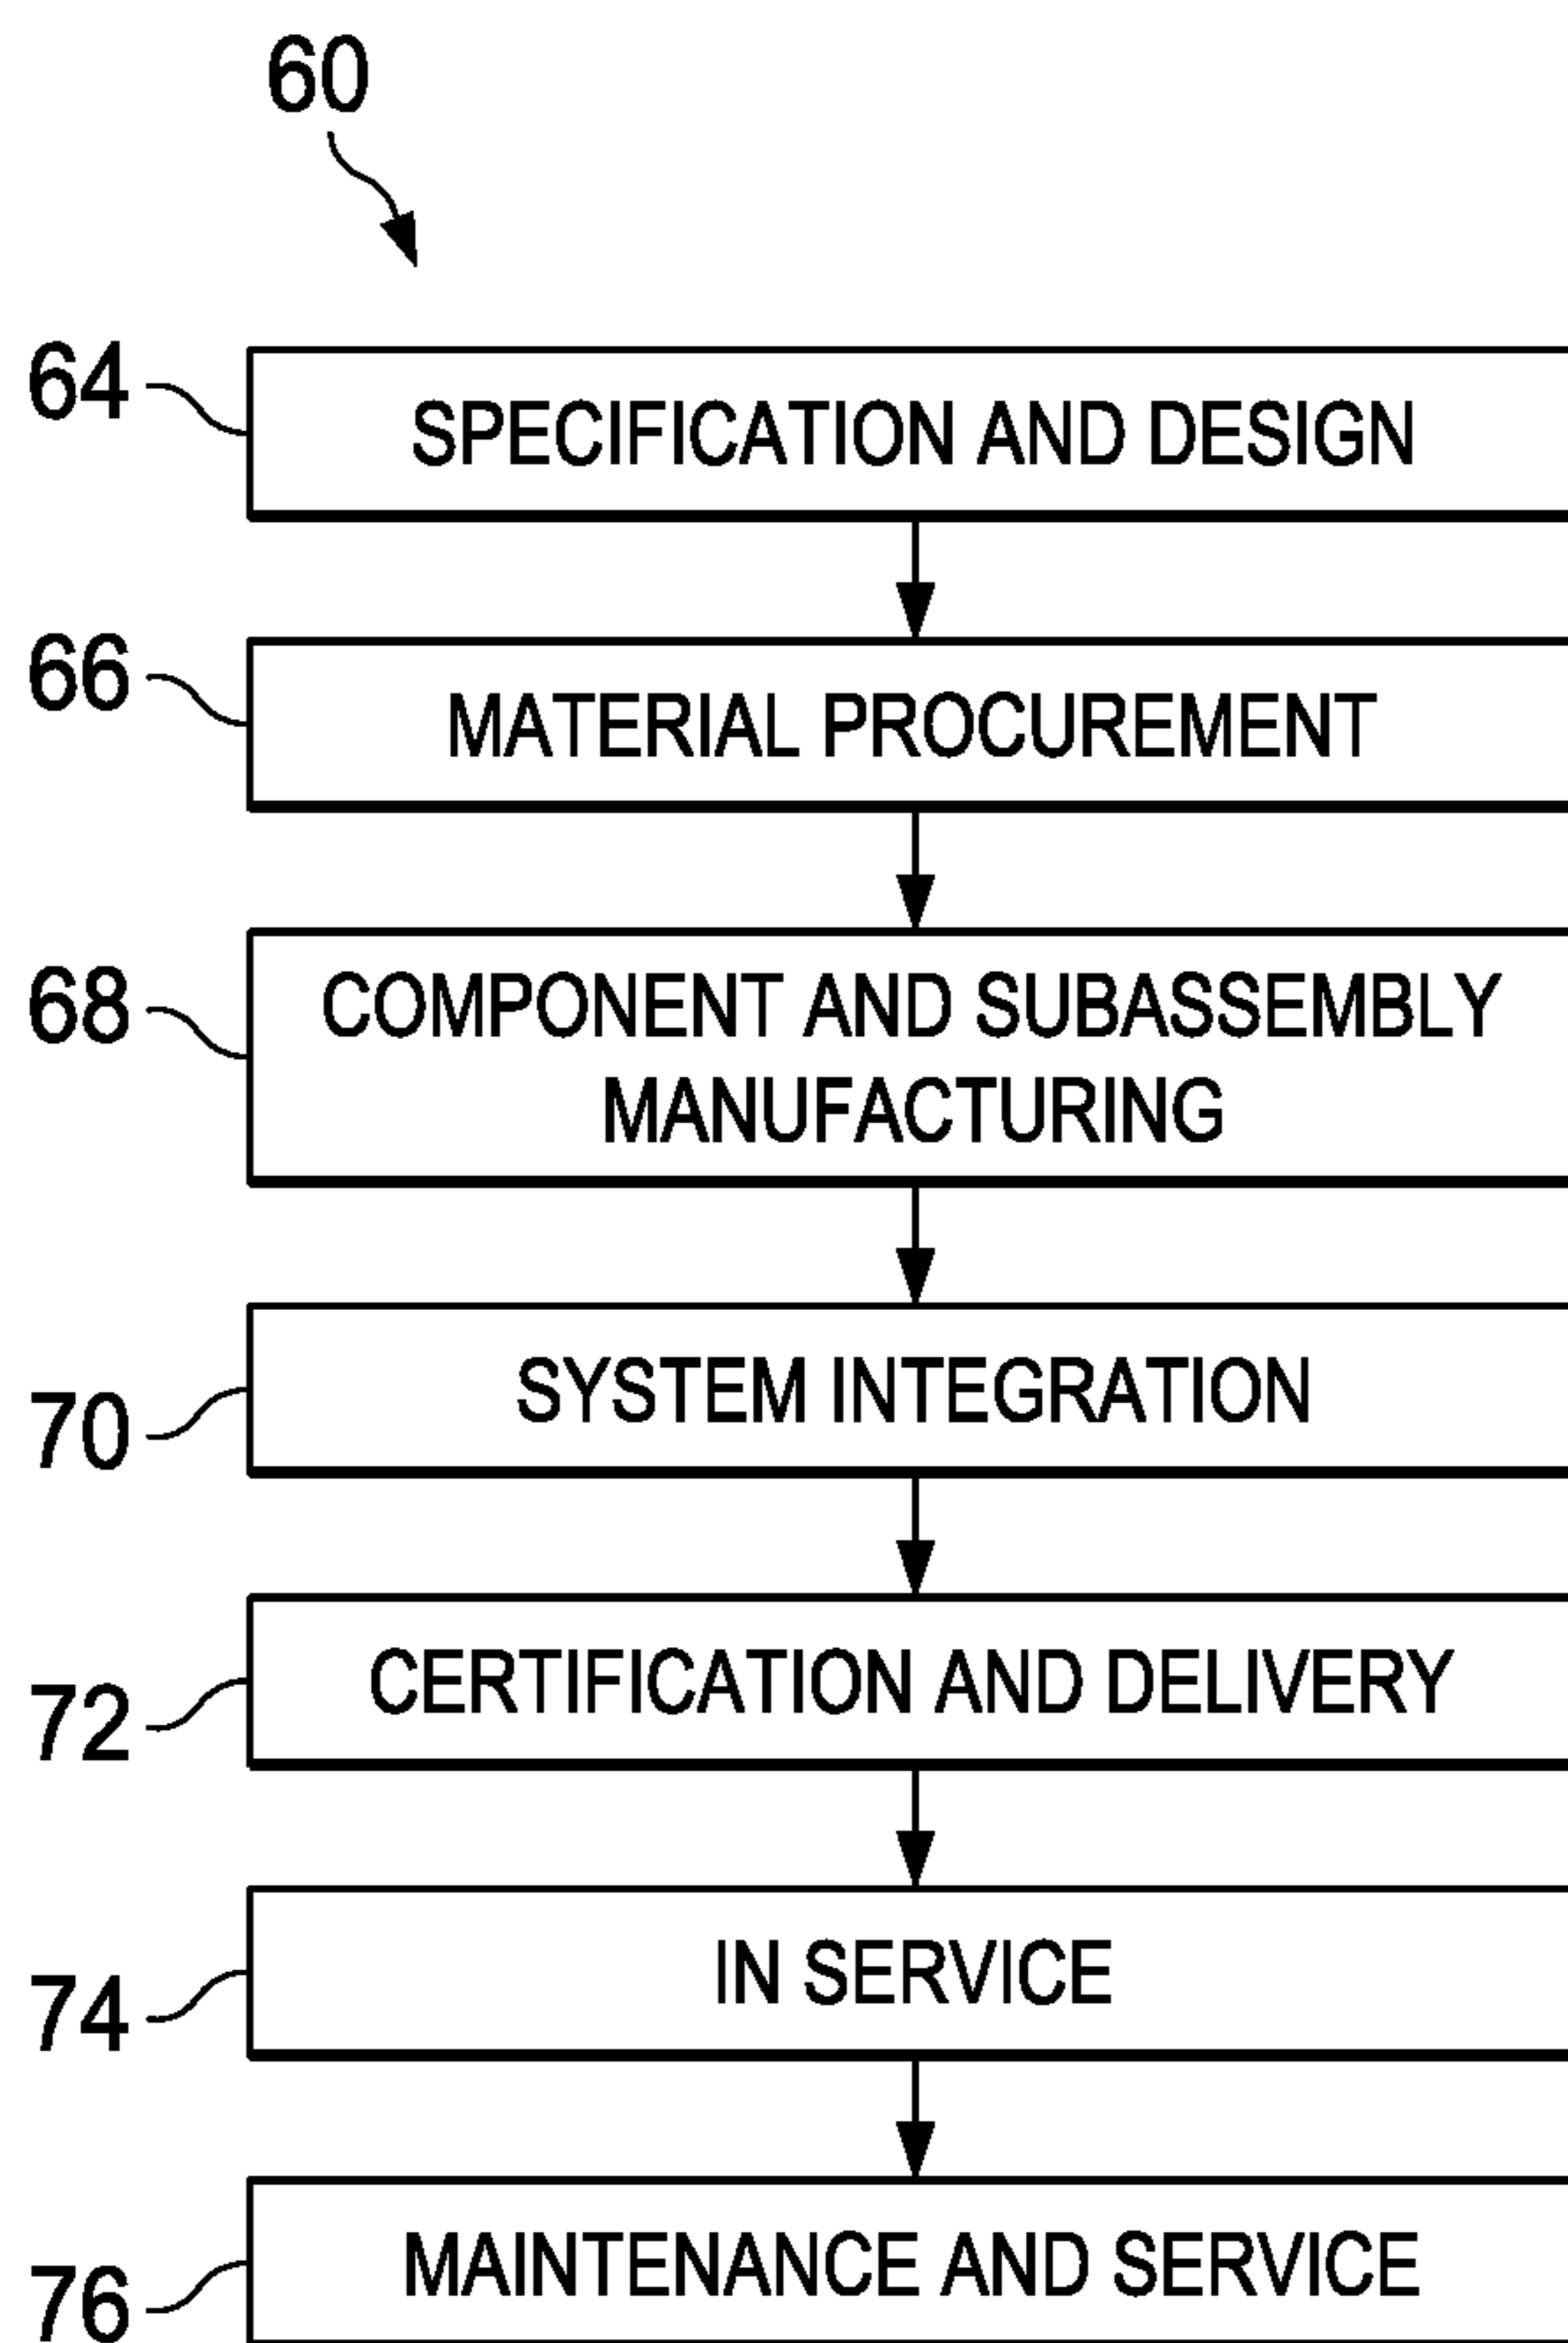 60
64
SPECIFICATION AND DESIGN
66
MATERIAL PROCUREMENT
68
COMPONENT AND SUBASSEMBLY
MANUFACTURING
70
SYSTEM INTEGRATION
72
CERTIFICATION AND DELIVERY
74
IN SERVICE
76
MAINTENANCE AND SERVICE